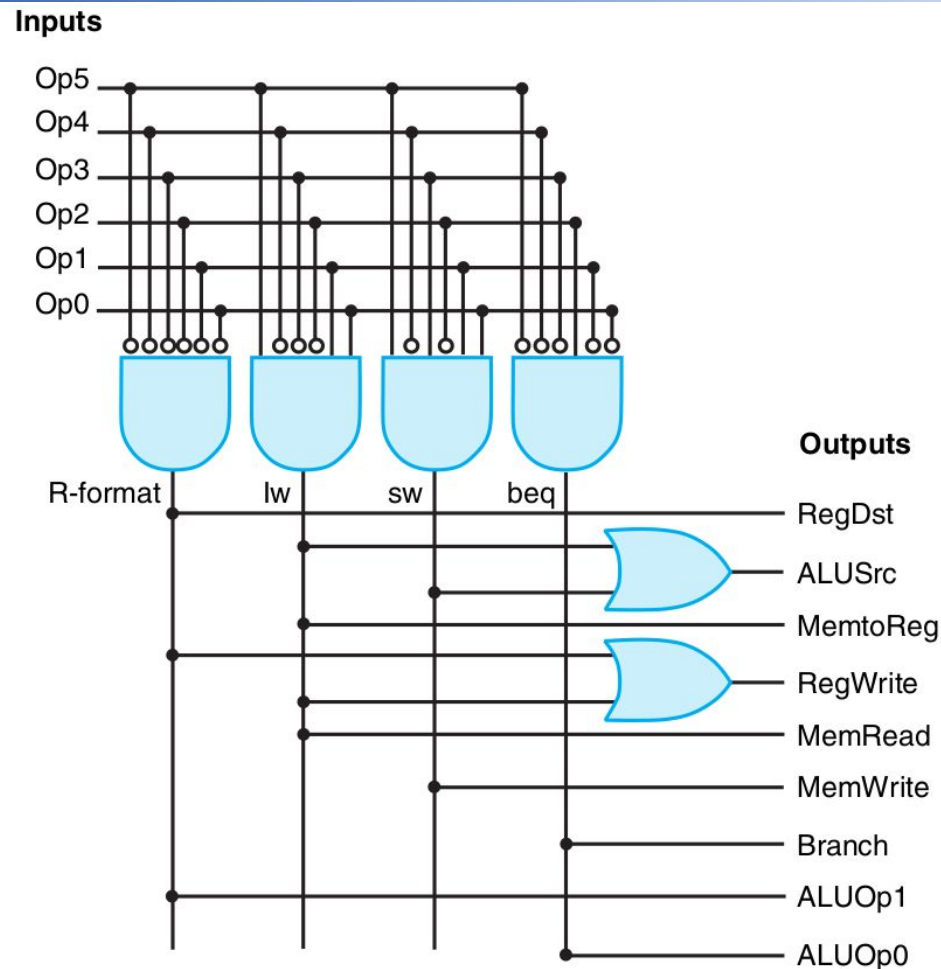 Inputs
Op5
Op4
Op3
Op2
Op1
Op0
Outputs
R-format lw sw beq
RegDst
ALUSrc
MemtoReg
RegWrite
MemRead
MemWrite
Branch
ALUOp1
ALUOp0